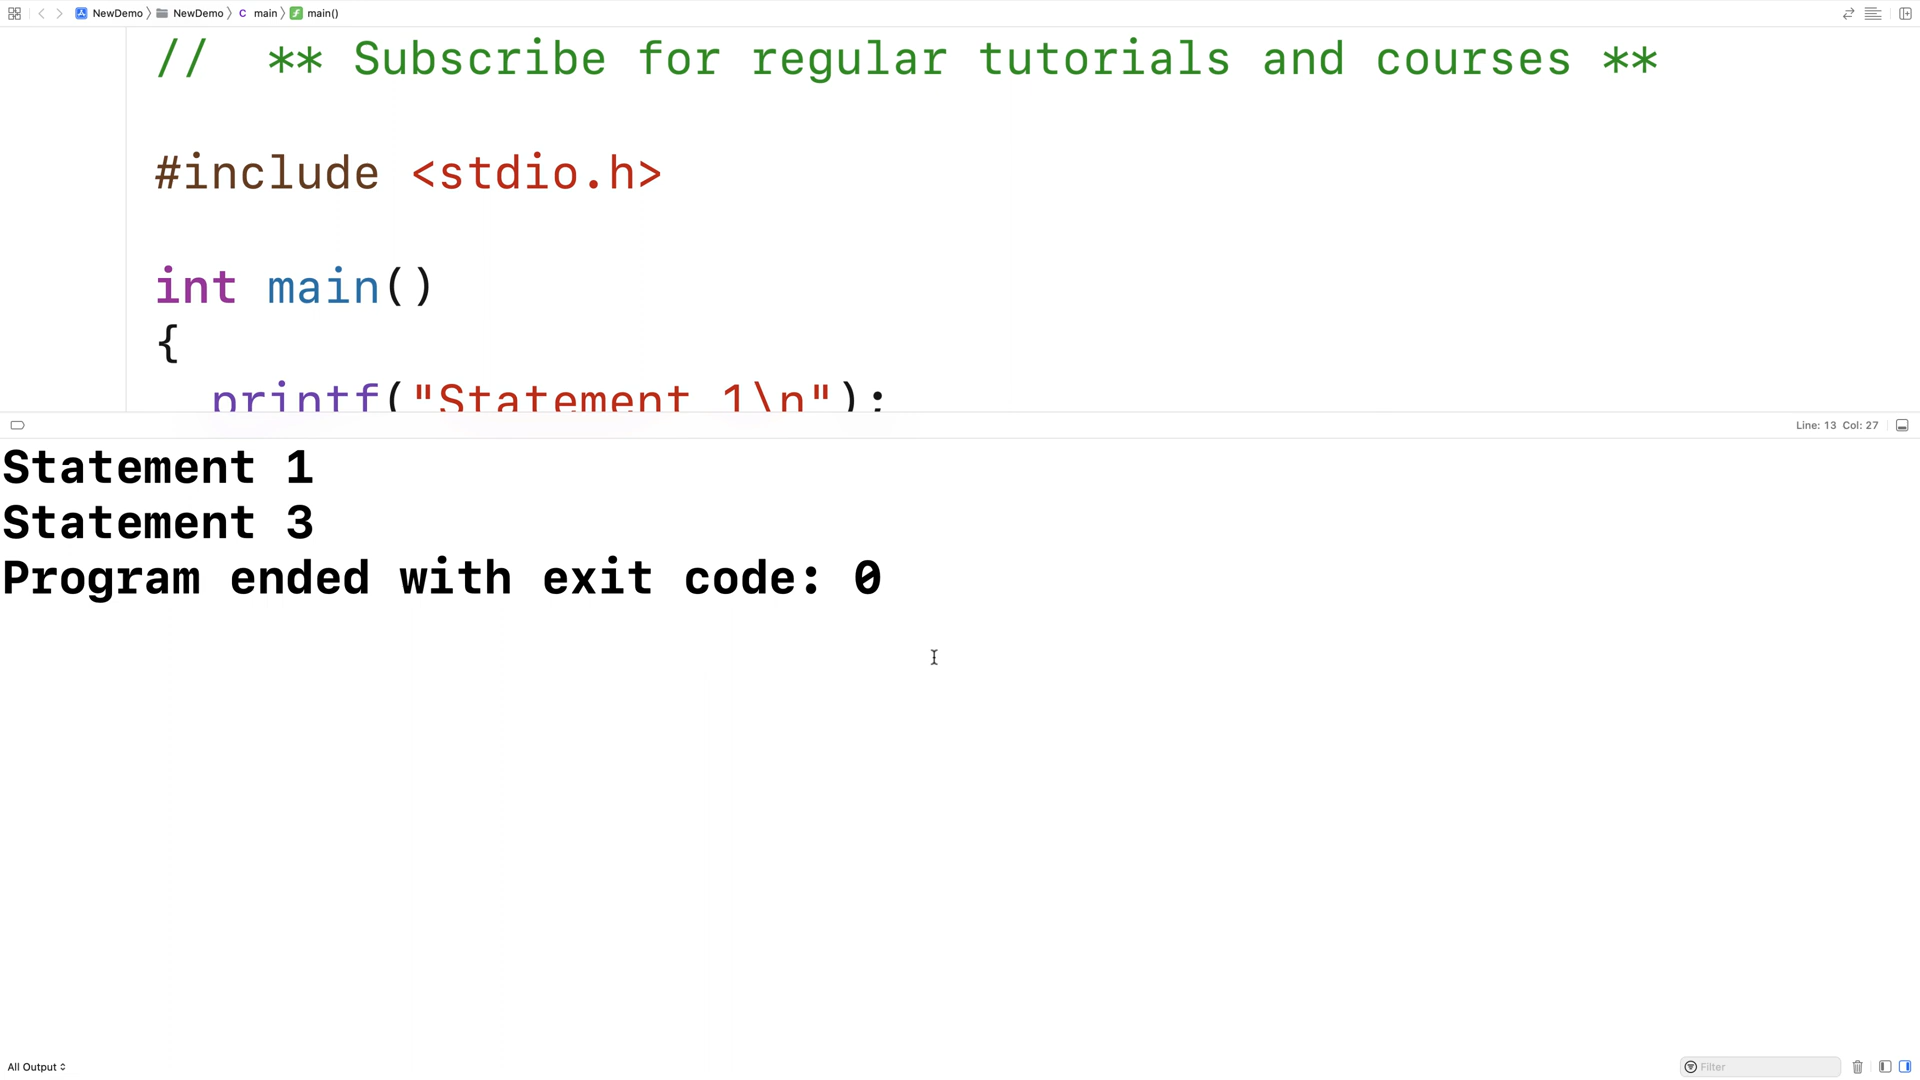 NewDemo 〉 NewDemo 〉 C main 〉 f main()
// ** Subscribe for regular tutorials and courses **
#include <stdio.h>
int main()
{
printf("Statement 1\n");
Line: 13 Col: 27
Statement 1
Statement 3
Program ended with exit code: 0
All Output
Filter